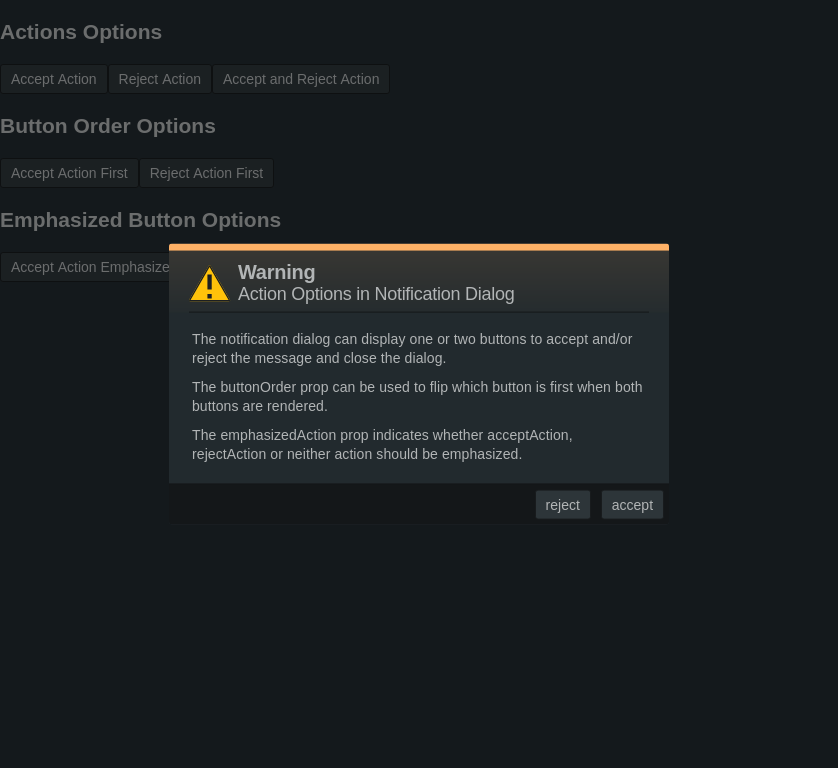 Actions Options
Accept Action
Reject Action
Accept and Reject Action
Button Order Options
Accept Action First
Reject Action First
Emphasized Button Options
Accept Action
Warning
Action Options in Notification Dialog
The notification dialog can display one or two buttons to accept and/or
reject the message and close the dialog.
The buttonOrder prop can be used to flip which button is first when both
buttons are rendered.
The emphasizedAction prop indicates whether acceptAction,
rejectAction or neither action should be emphasized.
reject
accept